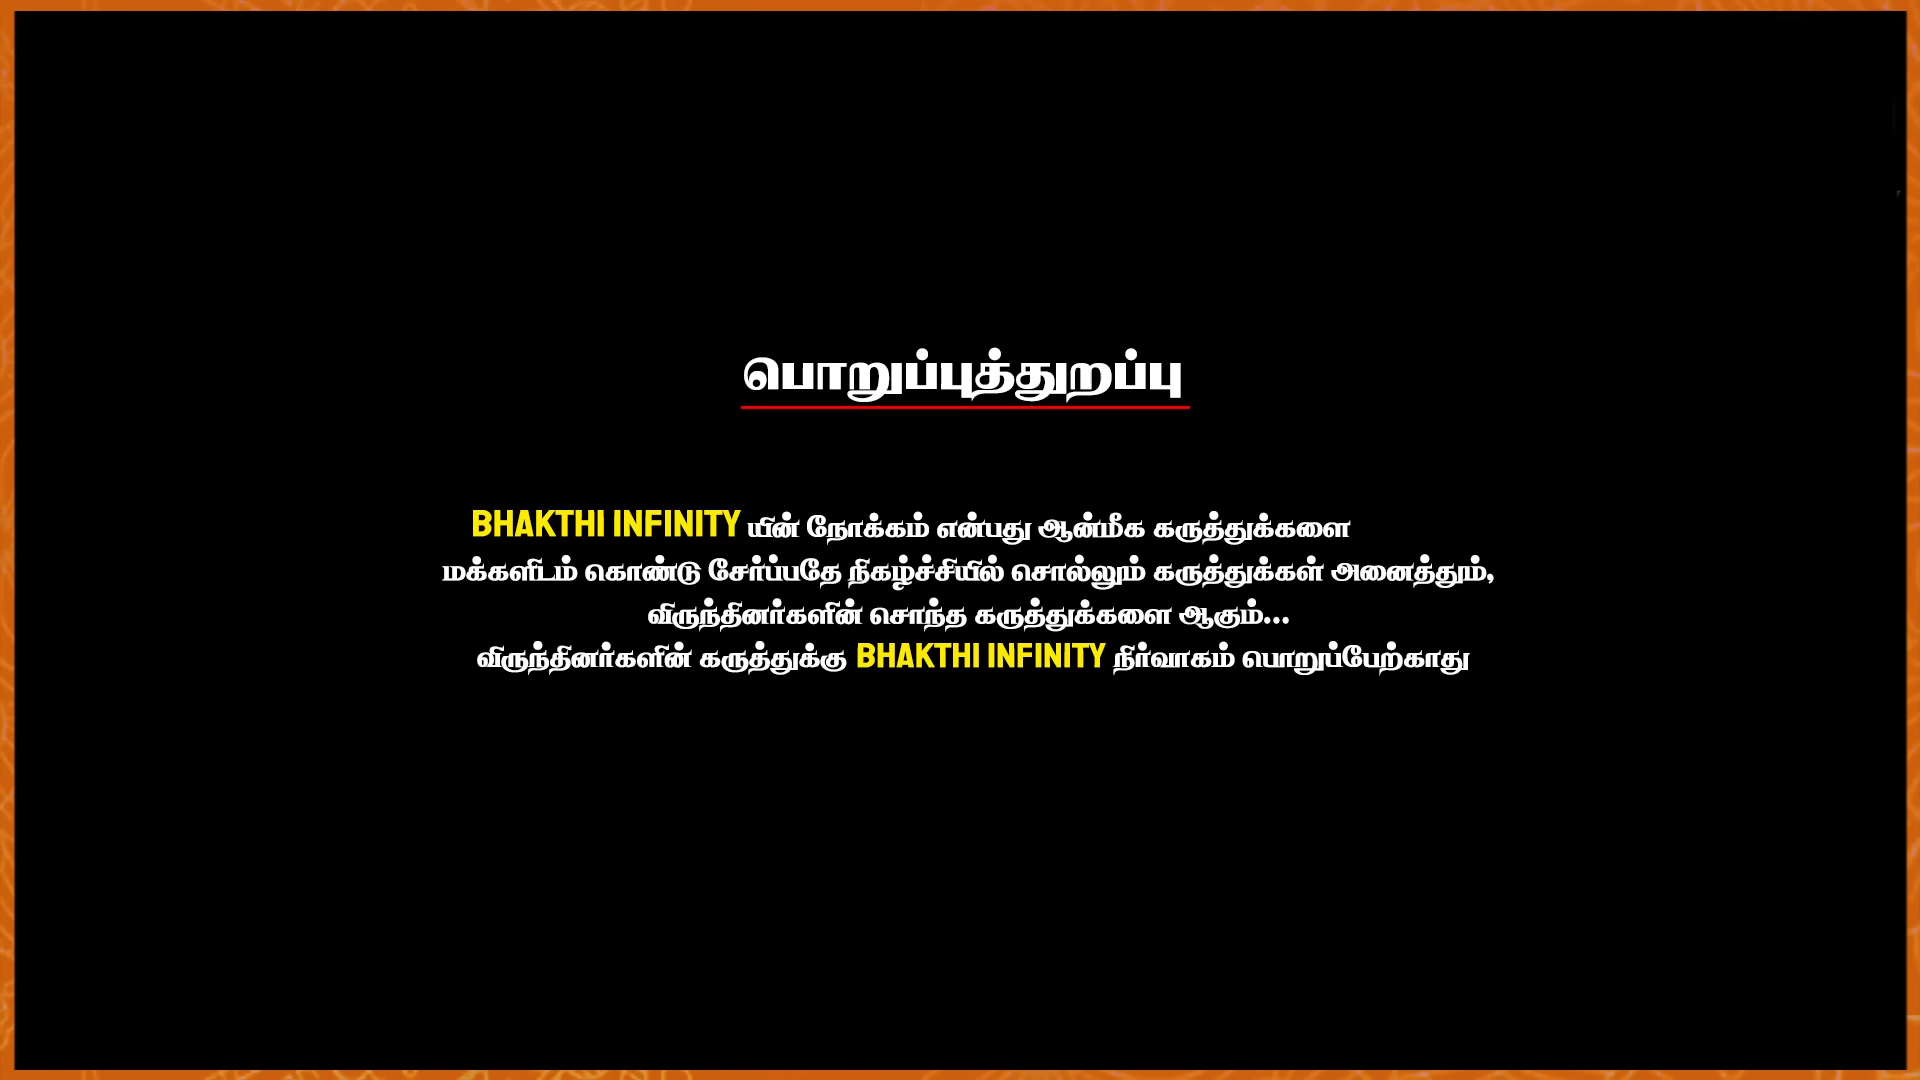 பொறுப்புத்துறப்பு
BHAKTHI INFINITY யின் நோக்கம் என்பது ஆன்மீக கருத்துக்களை
மக்களிடம் கொண்டு சேர்ப்பதே நிகழ்ச்சியில் சொல்லும் கருத்துக்கள் அனைத்தும்,
விருந்தினர்களின் சொந்த கருத்துக்களை ஆகும்...
விருந்தினர்களின் கருத்துக்கு BHAKTHI INFINITY நிர்வாகம் பொறுப்பேற்காது